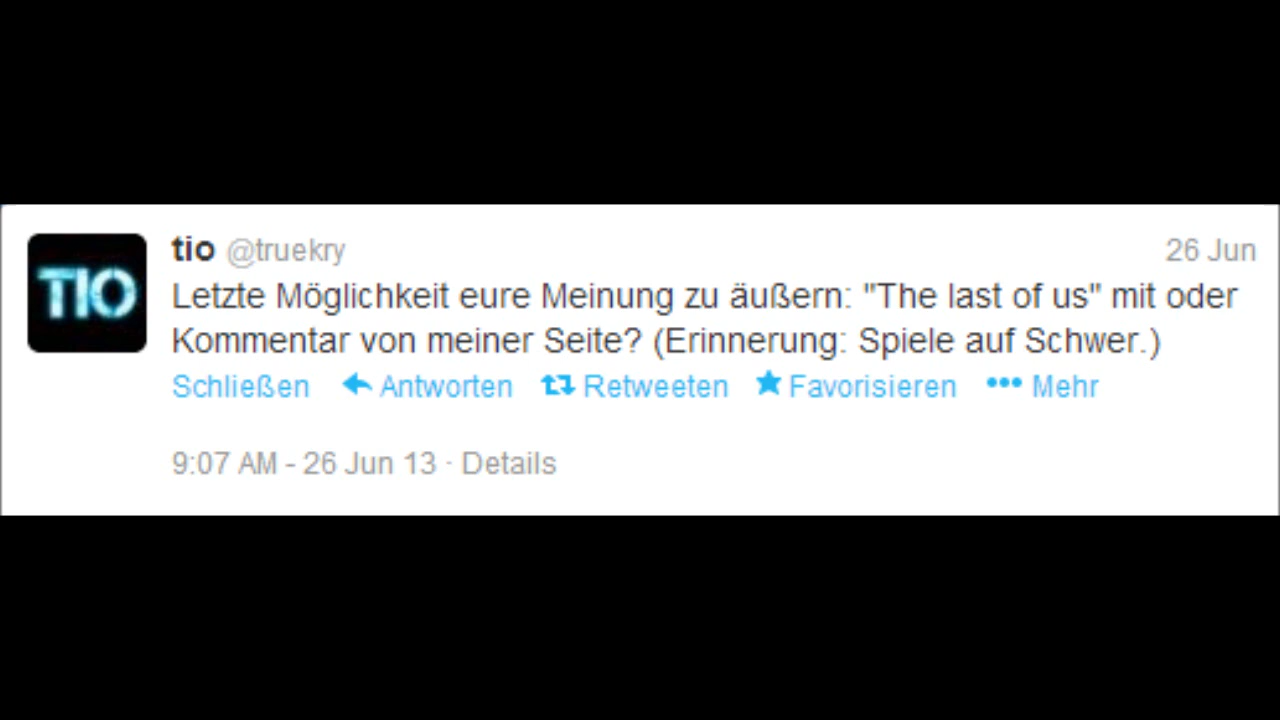 TIO
tio @truekry 26 Jun
Letzte Möglichkeit eure Meinung zu äußern: "The last of us" mit oder
Kommentar von meiner Seite? (Erinnerung: Spiele auf Schwer.)
Schließen Antworten Retweeten Favorisieren ••• Mehr
9:07 AM - 26 Jun 13 · Details